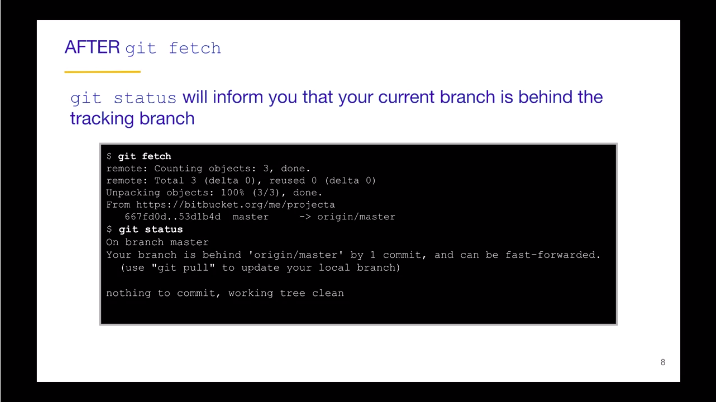 AFTER git fetch
git status will inform you that your current branch is behind the
tracking branch
$ git fetch
remote: Counting objects: 3, done.
remote: Total 3 (delta 0), reused 0 (delta 0)
Unpacking objects: 100% (3/3), done.
From https://bitbucket.org/me/projecta
   667fd0d..53d1b4d  master     -> origin/master
$ git status
On branch master
Your branch is behind 'origin/master' by 1 commit, and can be fast-forwarded.
  (use "git pull" to update your local branch)
nothing to commit, working tree clean
8